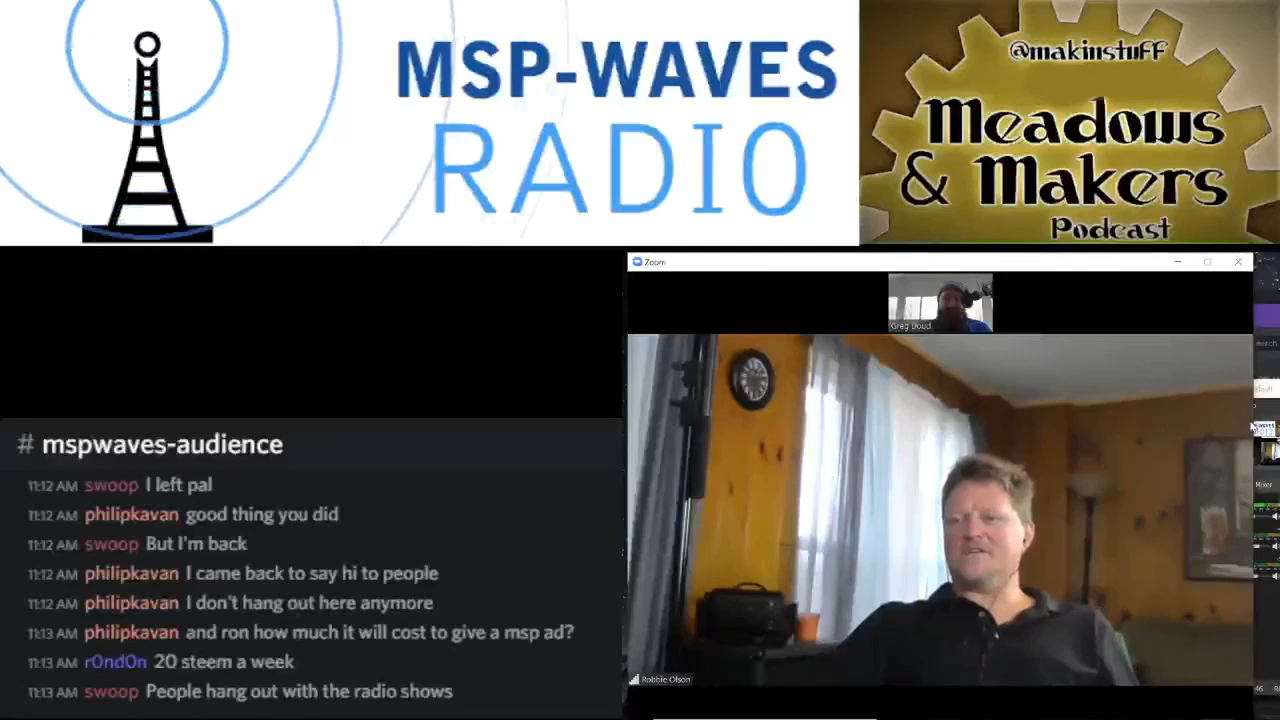 MSP-WAVES
RADIO
@makinstuff
Meadows
& Makers
Podcast
Zoom
Greg Doud
# mspwaves-audience
11:12 AM swoop I left pal
11:12 AM philipkavan good thing you did
11:12 AM swoop But I'm back
11:12 AM philipkavan I came back to say hi to people
11:12 AM philipkavan I don't hang out here anymore
11:13 AM philipkavan and ron how much it will cost to give a msp ad?
11:13 AM r0nd0n 20 steem a week
11:13 AM swoop People hang out with the radio shows
Robbie Olson
earch
Mixer